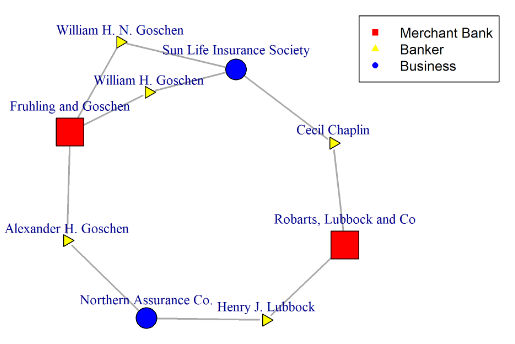 William H. N. Goschen
Sun Life Insurance Society
William H. Goschen
Fruhling and Goschen
Cecil Chaplin
Robarts, Lubbock and Co
Alexander H. Goschen
Northern Assurance Co.
Henry J. Lubbock
Merchant Bank
Banker
Business